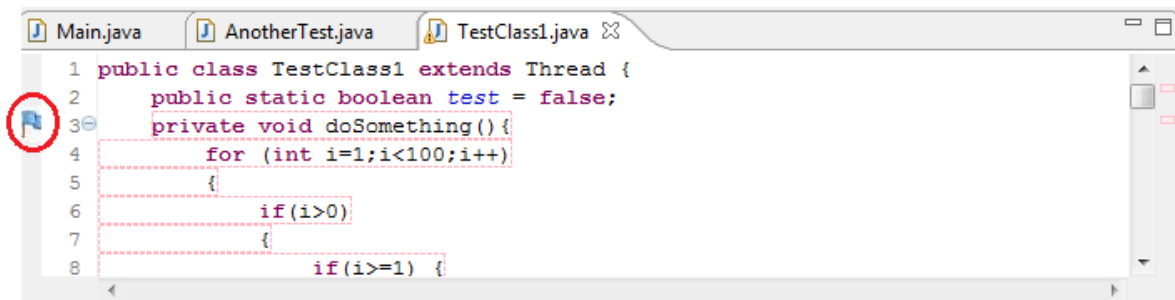 Main.java AnotherTest.java TestClass1.java
1 public class TestClass1 extends Thread {
2 public static boolean test = false;
3 private void doSomething(){
4 for (int i=1;i<100;i++)
5 {
6 if(i>0)
7 {
8 if(i>=1) {